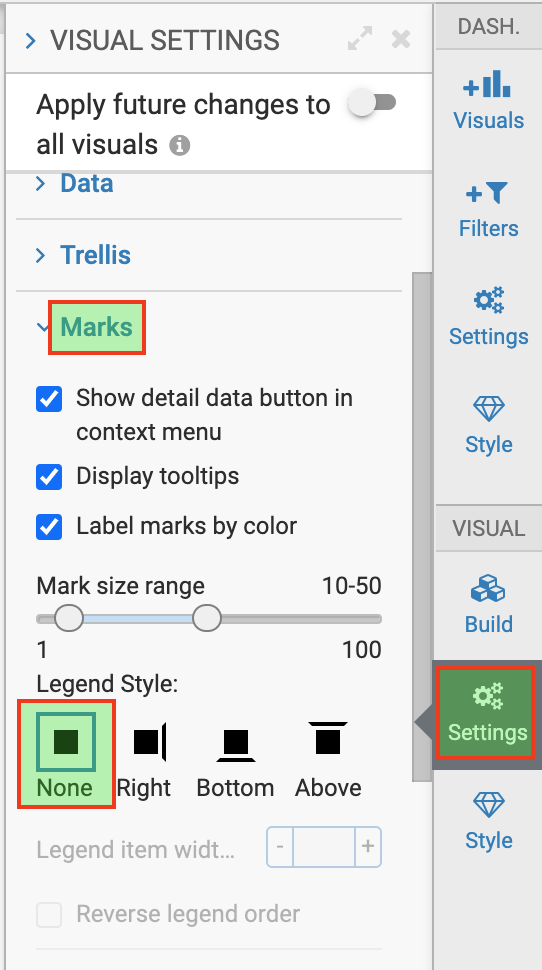 VISUAL SETTINGS
Apply future changes to
all visuals
Data
Trellis
Marks
Show detail data button in
context menu
Display tooltips
Label marks by color
Mark size range 10-50
1 100
Legend Style:
None Right Bottom Above
Legend item widt... - +
Reverse legend order
DASH.
Visuals
Filters
Settings
Style
VISUAL
Build
Settings
Style